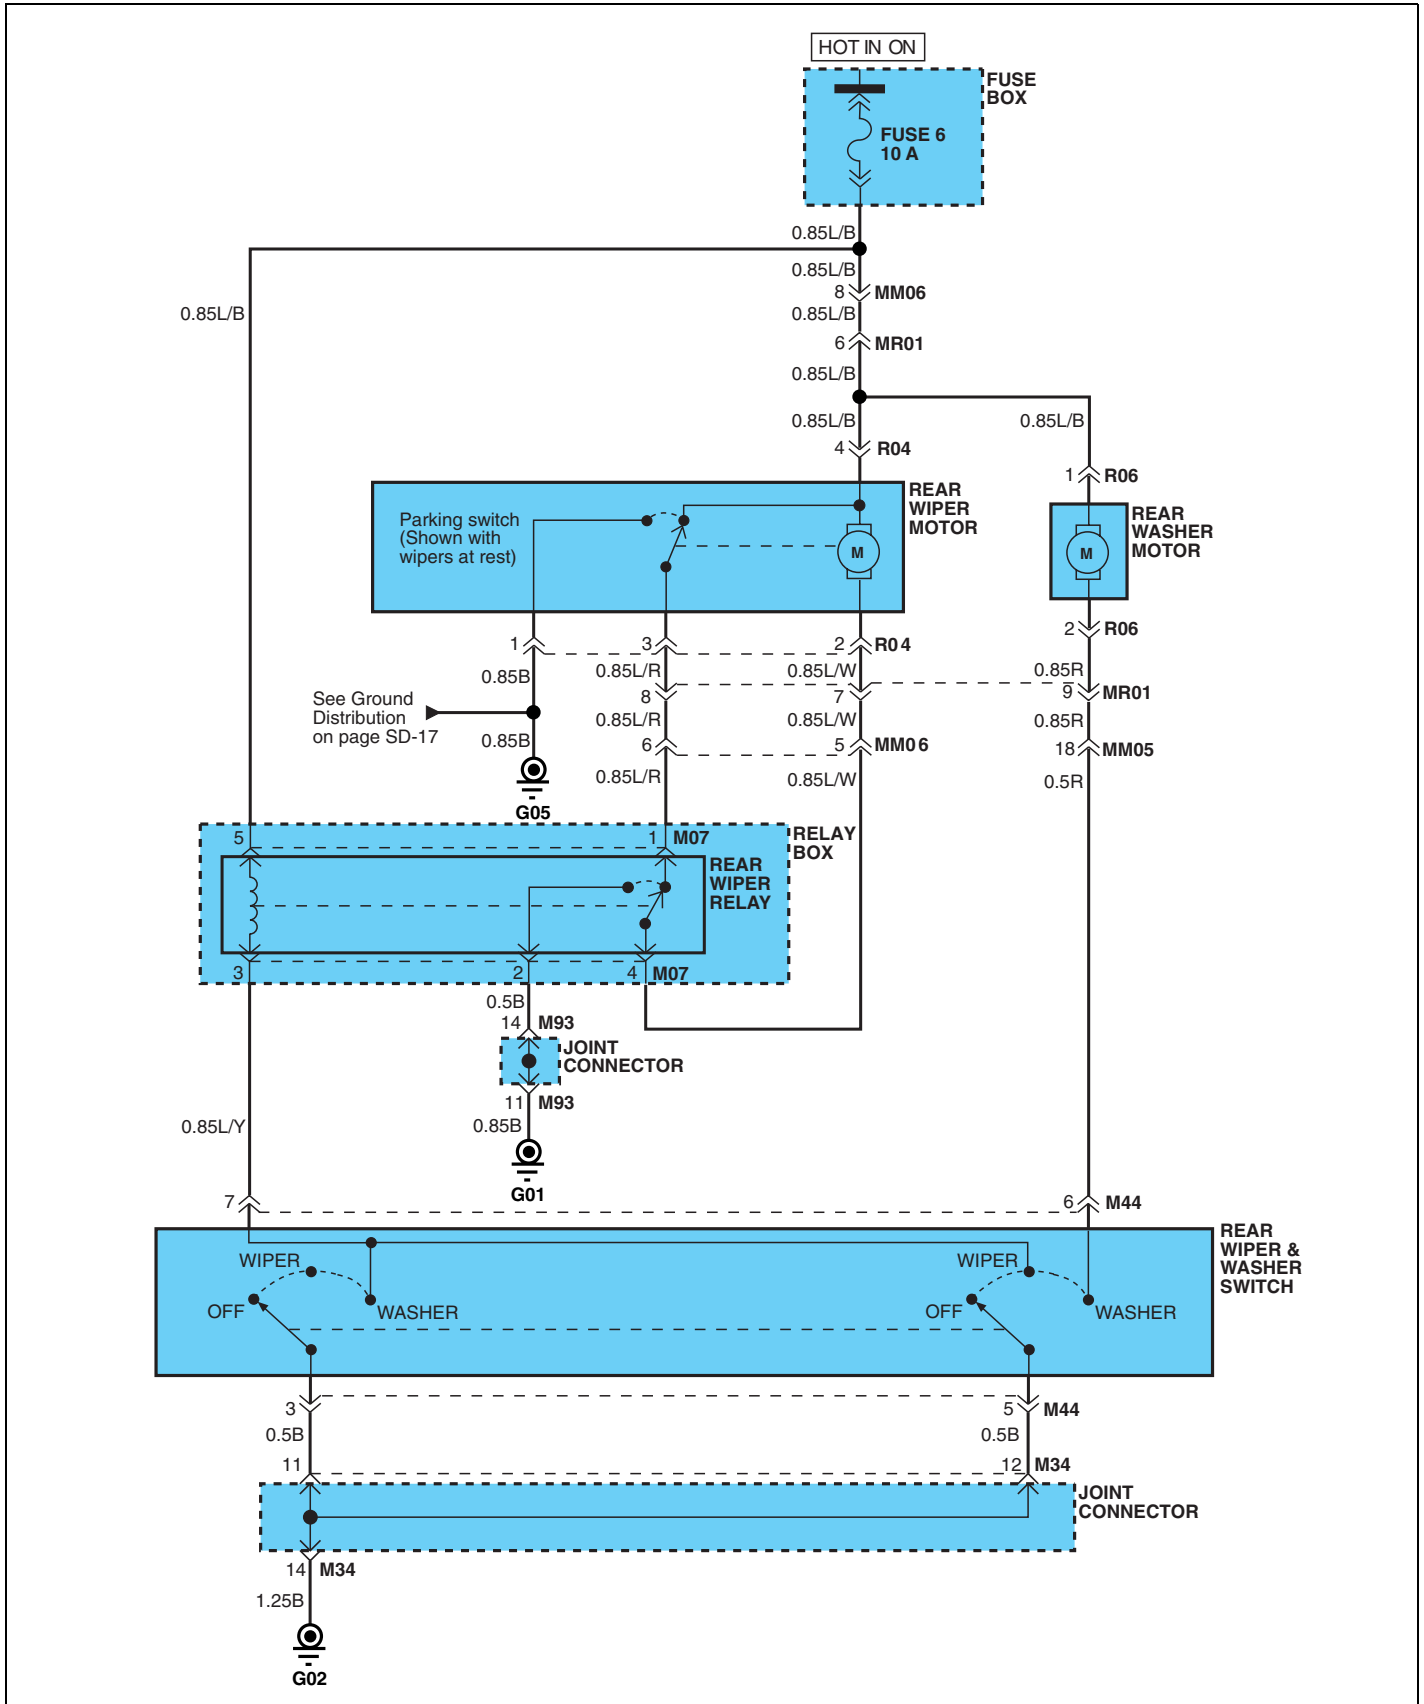 HOT IN ON
FUSE
BOX
FUSE 6
10 A
0.85L/B
0.85L/B
8
MM06
0.85L/B
0.85L/B
6
MR01
0.85L/B
0.85L/B
0.85L/B
4
R04
1
R06
REAR
WIPER
MOTOR
Parking switch
(Shown with
wipers at rest)
M
REAR
WASHER
MOTOR
M
1
3
2
R04
2
R06
0.85B
0.85L/R
0.85L/W
0.85R
8
7
9
MR01
See Ground
Distribution
on page SD-17
0.85L/R
0.85L/W
0.85R
0.85B
6
5
MM06
18
MM05
0.85L/R
0.85L/W
0.5R
G05
5
1
M07
RELAY
BOX
REAR
WIPER
RELAY
3
2
4
M07
0.5B
14
M93
JOINT
CONNECTOR
11
M93
0.85L/Y
0.85B
G01
7
6
M44
REAR
WIPER &
WASHER
SWITCH
WIPER
OFF
WASHER
WIPER
OFF
WASHER
3
5
M44
0.5B
0.5B
11
12
M34
JOINT
CONNECTOR
14
M34
1.25B
G02